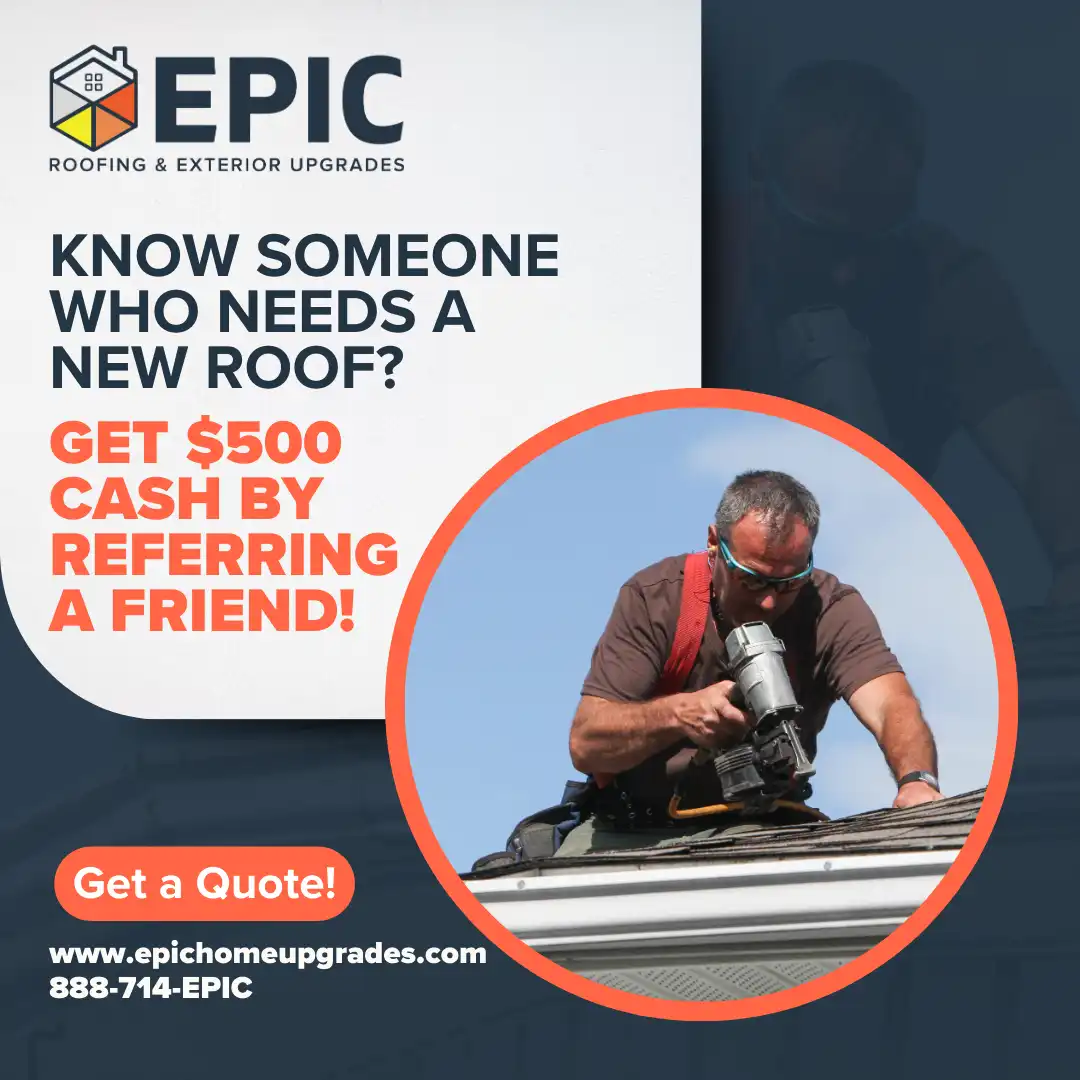 EPIC
ROOFING & EXTERIOR UPGRADES
KNOW SOMEONE
WHO NEEDS A
NEW ROOF?
GET $500
CASH BY
REFERRING
A FRIEND!
Get a Quote!
www.epichomeupgrades.com
888-714-EPIC